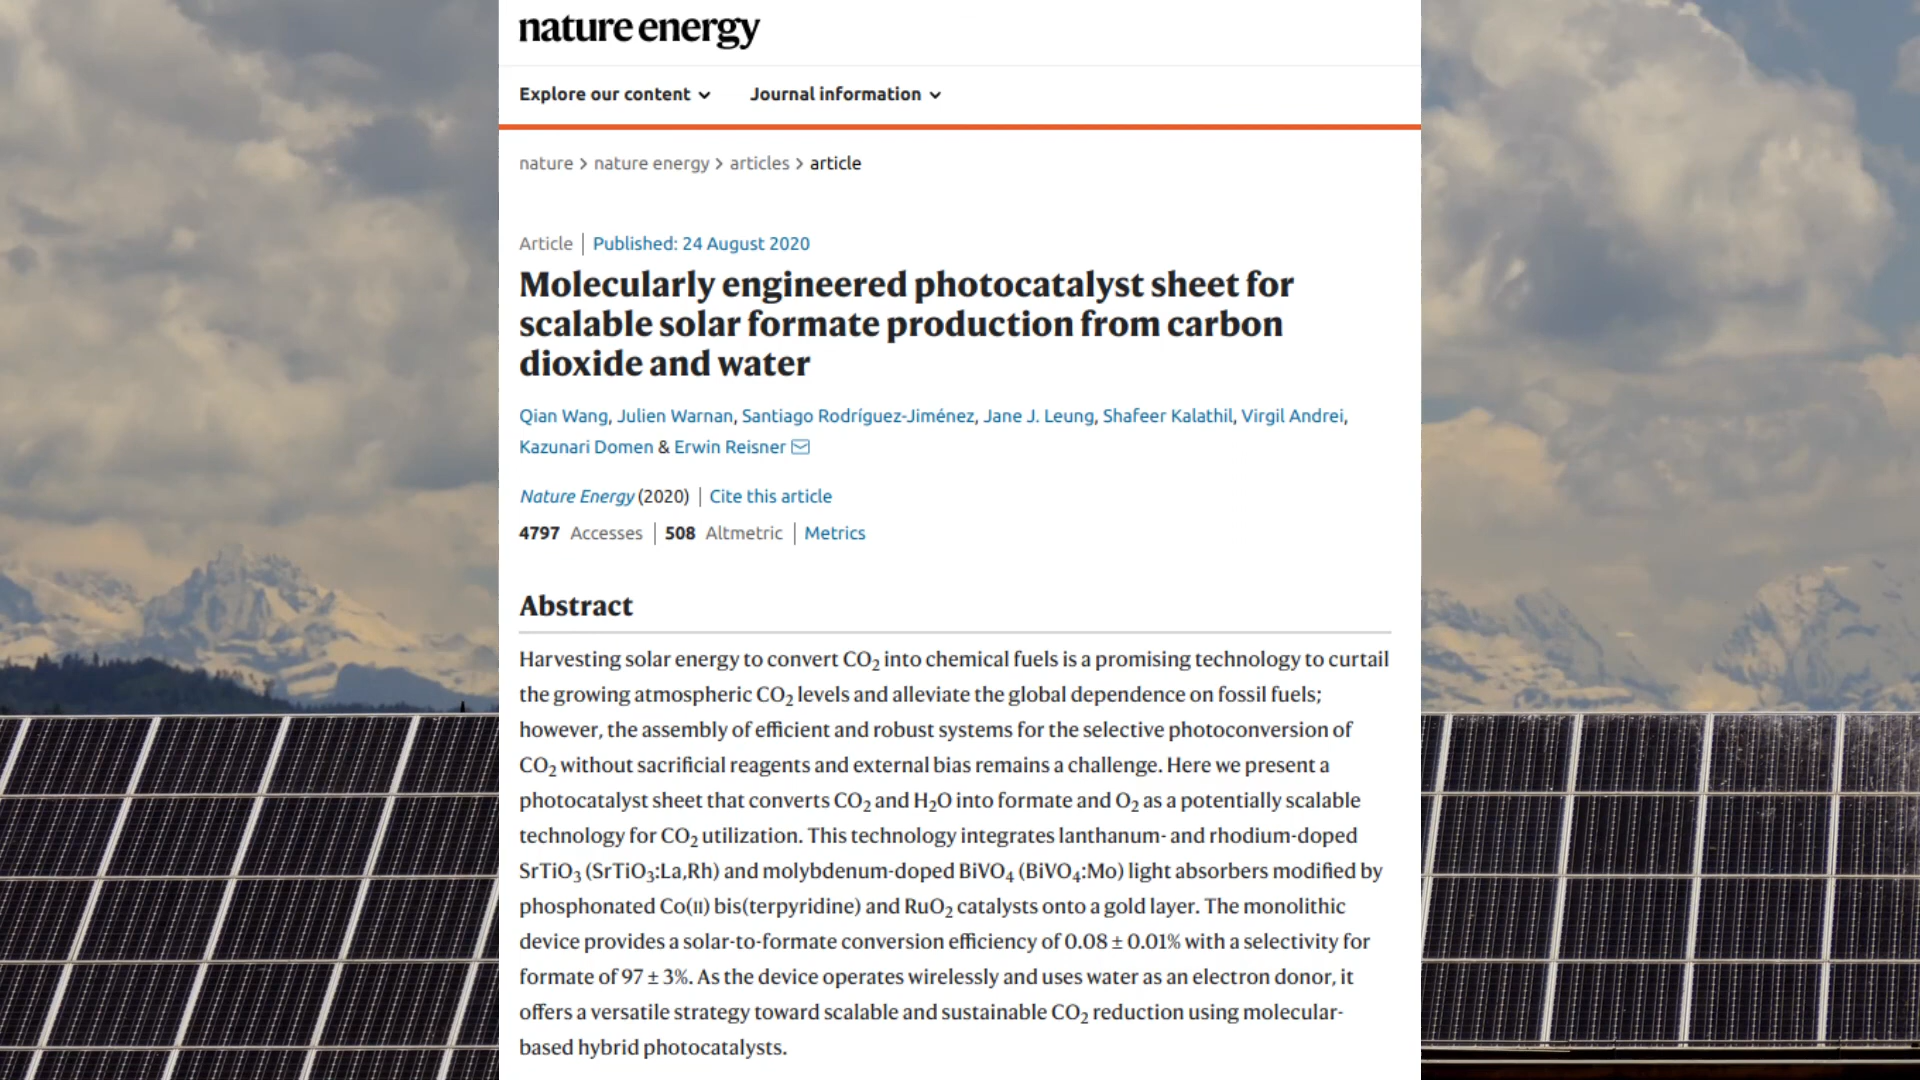 nature energy
Explore our content Journal information
nature > nature energy > articles > article
Article | Published: 24 August 2020
Molecularly engineered photocatalyst sheet for
scalable solar formate production from carbon
dioxide and water
Qian Wang, Julien Warnan, Santiago Rodríguez-Jiménez, Jane J. Leung, Shafeer Kalathil, Virgil Andrei,
Kazunari Domen & Erwin Reisner
Nature Energy (2020) | Cite this article
4797 Accesses | 508 Altmetric | Metrics
Abstract
Harvesting solar energy to convert CO₂ into chemical fuels is a promising technology to curtail
the growing atmospheric CO₂ levels and alleviate the global dependence on fossil fuels;
however, the assembly of efficient and robust systems for the selective photoconversion of
CO₂ without sacrificial reagents and external bias remains a challenge. Here we present a
photocatalyst sheet that converts CO₂ and H₂O into formate and O₂ as a potentially scalable
technology for CO₂ utilization. This technology integrates lanthanum- and rhodium-doped
SrTiO₃ (SrTiO₃:La,Rh) and molybdenum-doped BiVO₄ (BiVO₄:Mo) light absorbers modified by
phosphonated Co(II) bis(terpyridine) and RuO₂ catalysts onto a gold layer. The monolithic
device provides a solar-to-formate conversion efficiency of 0.08 ± 0.01% with a selectivity for
formate of 97 ± 3%. As the device operates wirelessly and uses water as an electron donor, it
offers a versatile strategy toward scalable and sustainable CO₂ reduction using molecular-
based hybrid photocatalysts.